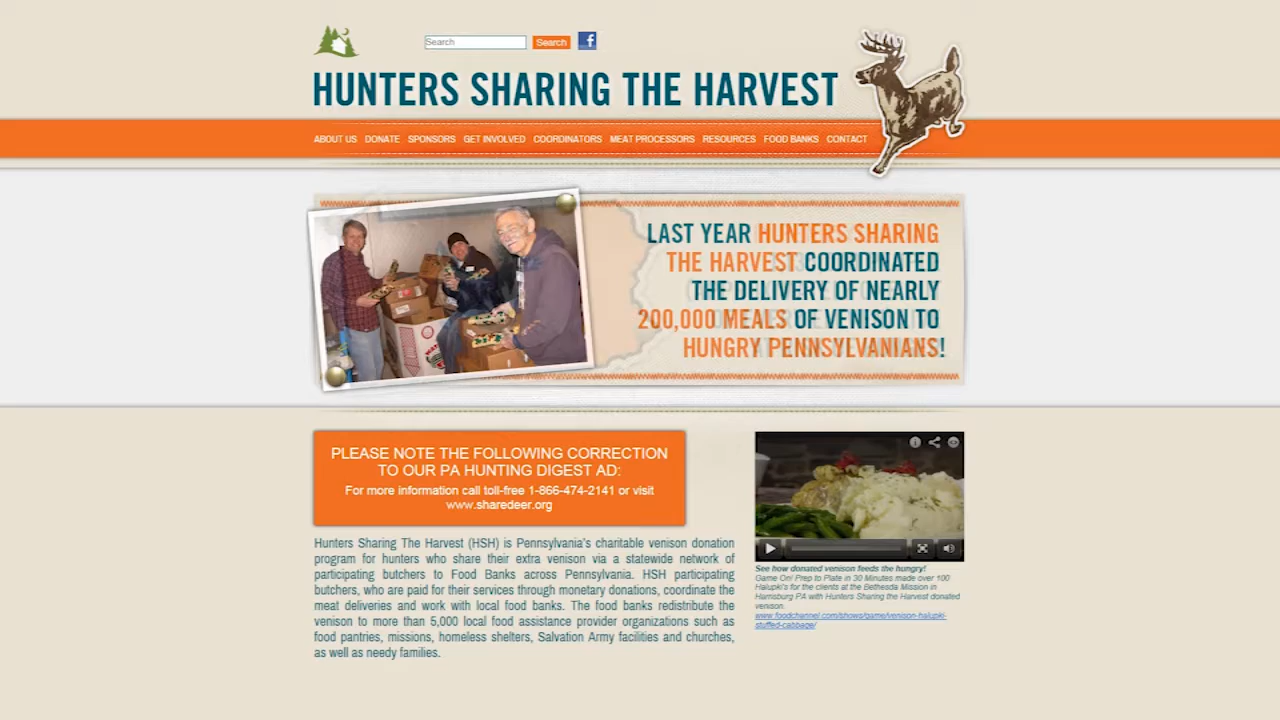 Search
Search
f
HUNTERS SHARING THE HARVEST
ABOUT US DONATE SPONSORS GET INVOLVED COORDINATORS MEAT PROCESSORS RESOURCES FOOD BANKS CONTACT
LAST YEAR HUNTERS SHARING
THE HARVEST COORDINATED
THE DELIVERY OF NEARLY
200,000 MEALS OF VENISON TO
HUNGRY PENNSYLVANIANS!
PLEASE NOTE THE FOLLOWING CORRECTION
TO OUR PA HUNTING DIGEST AD:
For more information call toll-free 1-866-474-2141 or visit
www.sharedeer.org
Hunters Sharing The Harvest (HSH) is Pennsylvania's charitable venison donation
program for hunters who share their extra venison via a statewide network of
participating butchers to Food Banks across Pennsylvania. HSH participating
butchers, who are paid for their services through monetary donations, coordinate the
meat deliveries and work with local food banks. The food banks redistribute the
venison to more than 5,000 local food assistance provider organizations such as
food pantries, missions, homeless shelters, Salvation Army facilities and churches,
as well as needy families.
See how donated venison feeds the hungry!
Game On! Prep to Plate in 30 Minutes made over 100
Halupki's for the clients at the Bethesda Mission in
Harrisburg PA with Hunters Sharing the Harvest donated
venison.
www.foodchannel.com/shows/game/venison-halupki-
stuffed-cabbage/